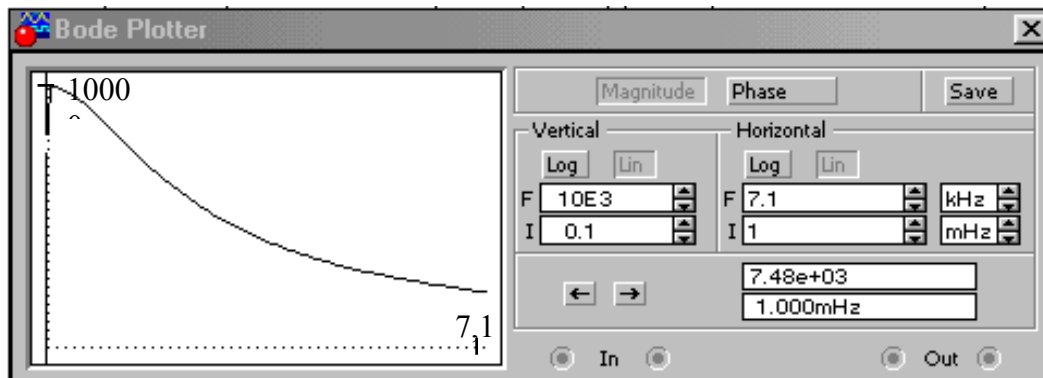 Bode Plotter
1000
Magnitude Phase Save
Vertical Horizontal
Log Lin Log Lin
F 10E3 F 7.1 kHz
I 0.1 I 1 mHz
7.48e+03
1.000mHz
7,1
In Out